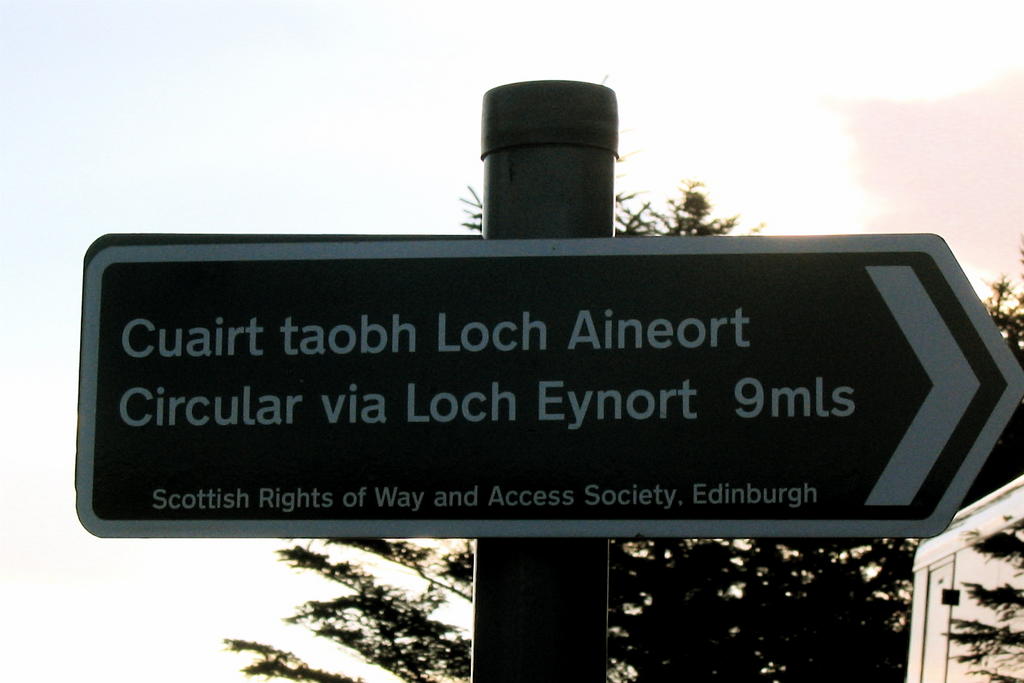 Cuairt taobh Loch Aineort
Circular via Loch Eynort 9mls
Scottish Rights of Way and Access Society, Edinburgh